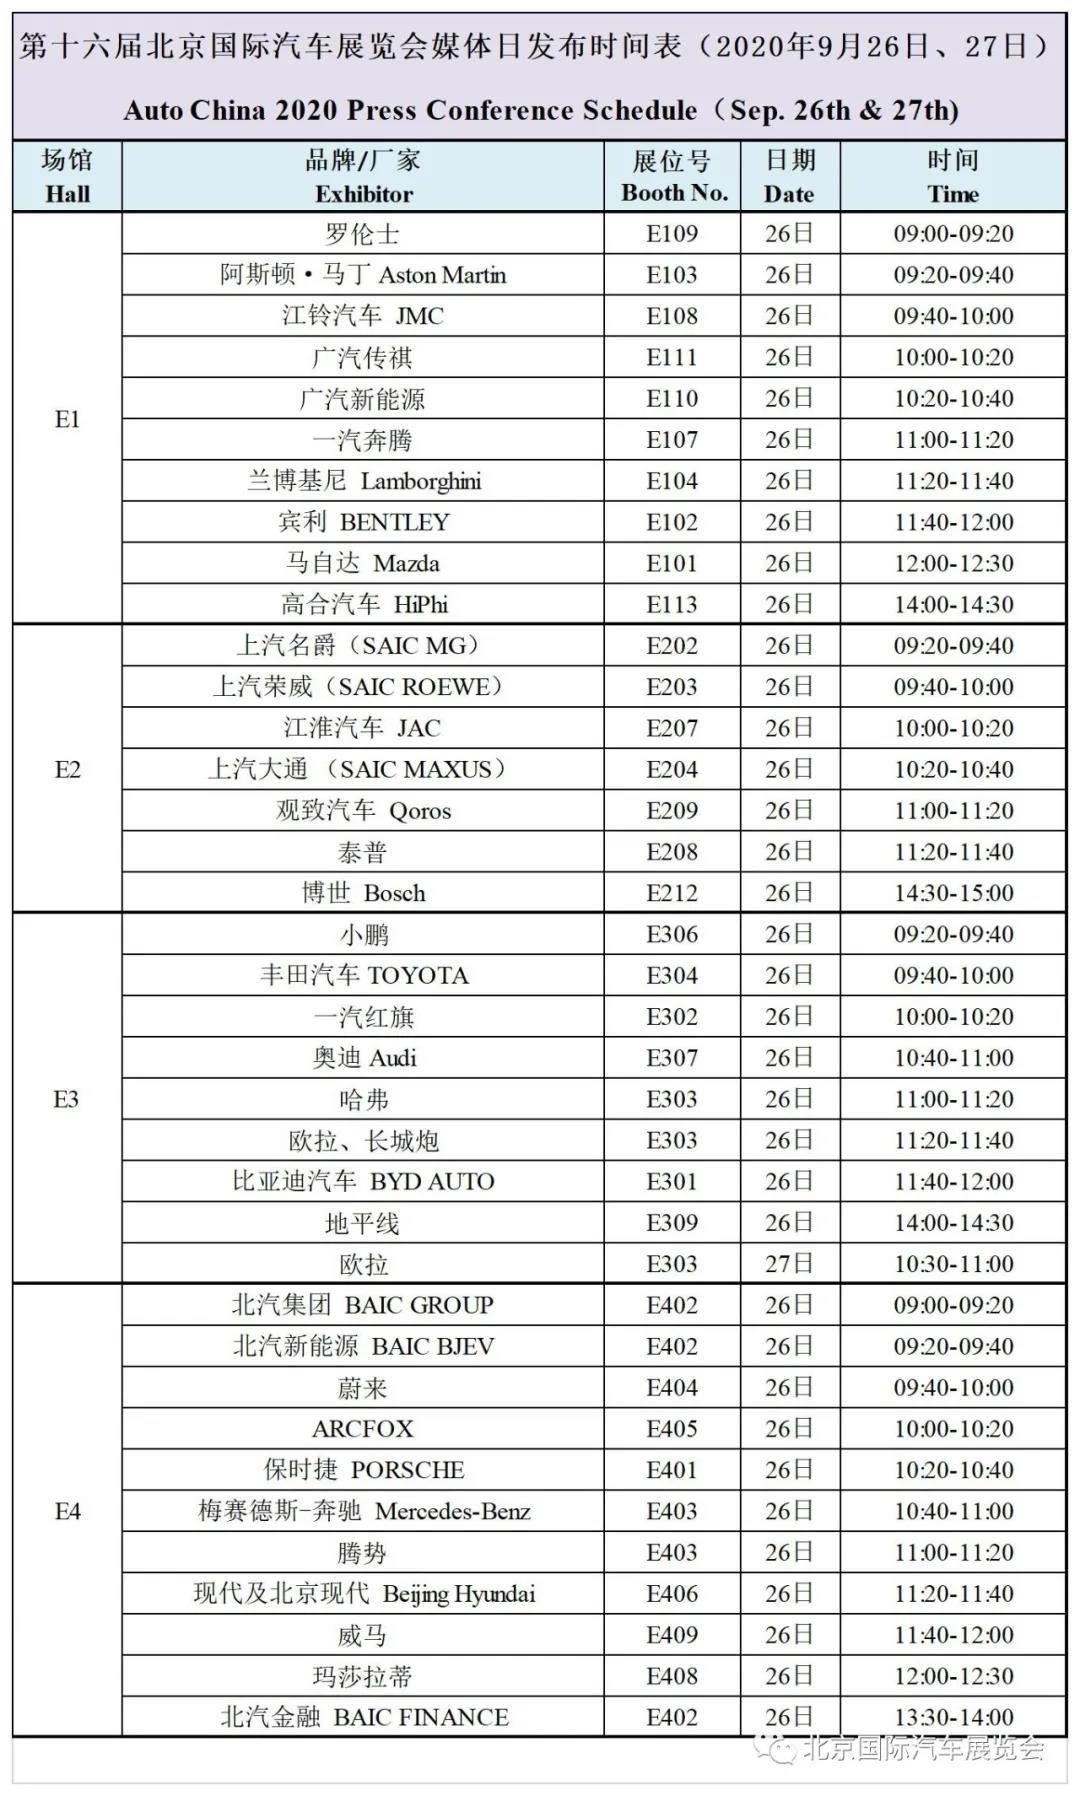 第十六届北京国际汽车展览会媒体日发布时间表（2020年9月26日、27日）
Auto China 2020 Press Conference Schedule（Sep. 26th & 27th)
场馆 品牌/厂家 展位号 日期 时间
Hall Exhibitor Booth No. Date Time
E1
罗伦士 E109 26日 09:00-09:20
阿斯顿·马丁 Aston Martin E103 26日 09:20-09:40
江铃汽车 JMC E108 26日 09:40-10:00
广汽传祺 E111 26日 10:00-10:20
广汽新能源 E110 26日 10:20-10:40
一汽奔腾 E107 26日 11:00-11:20
兰博基尼 Lamborghini E104 26日 11:20-11:40
宾利 BENTLEY E102 26日 11:40-12:00
马自达 Mazda E101 26日 12:00-12:30
高合汽车 HiPhi E113 26日 14:00-14:30
E2
上汽名爵（SAIC MG） E202 26日 09:20-09:40
上汽荣威（SAIC ROEWE） E203 26日 09:40-10:00
江淮汽车 JAC E207 26日 10:00-10:20
上汽大通 （SAIC MAXUS） E204 26日 10:20-10:40
观致汽车 Qoros E209 26日 11:00-11:20
泰普 E208 26日 11:20-11:40
博世 Bosch E212 26日 14:30-15:00
E3
小鹏 E306 26日 09:20-09:40
丰田汽车 TOYOTA E304 26日 09:40-10:00
一汽红旗 E302 26日 10:00-10:20
奥迪 Audi E307 26日 10:40-11:00
哈弗 E303 26日 11:00-11:20
欧拉、长城炮 E303 26日 11:20-11:40
比亚迪汽车 BYD AUTO E301 26日 11:40-12:00
地平线 E309 26日 14:00-14:30
欧拉 E303 27日 10:30-11:00
E4
北汽集团 BAIC GROUP E402 26日 09:00-09:20
北汽新能源 BAIC BJEV E402 26日 09:20-09:40
蔚来 E404 26日 09:40-10:00
ARCFOX E405 26日 10:00-10:20
保时捷 PORSCHE E401 26日 10:20-10:40
梅赛德斯-奔驰 Mercedes-Benz E403 26日 10:40-11:00
腾势 E403 26日 11:00-11:20
现代及北京现代 Beijing Hyundai E406 26日 11:20-11:40
威马 E409 26日 11:40-12:00
玛莎拉蒂 E408 26日 12:00-12:30
北汽金融 BAIC FINANCE E402 26日 13:30-14:00
北京国际汽车展览会